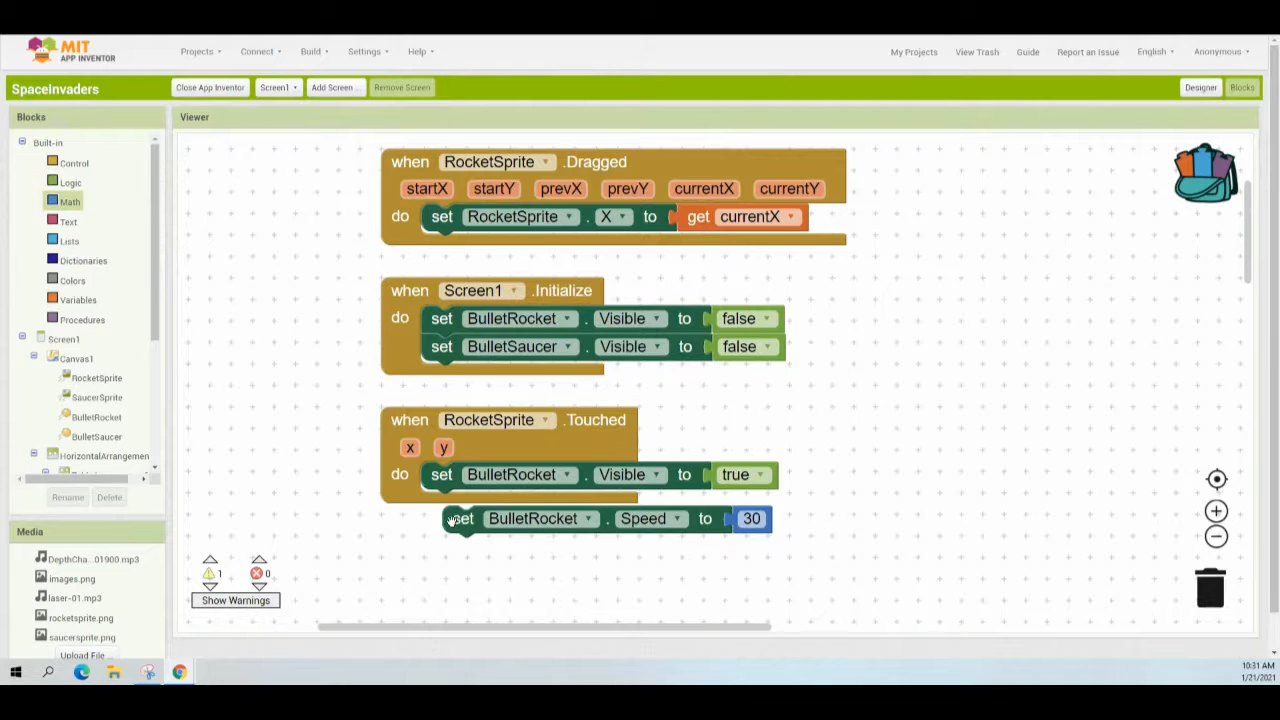 MIT
APP INVENTOR
Projects Connect Build Settings Help My Projects View Trash Guide Report an Issue English Anonymous
SpaceInvaders Close App Inventor Screen1 Add Screen ... Remove Screen Designer Blocks
Blocks
Viewer
Built-in
Control
Logic
Math
Text
Lists
Dictionaries
Colors
Variables
Procedures
Screen1
Canvas1
RocketSprite
SaucerSprite
BulletRocket
BulletSaucer
HorizontalArrangemen
Rename Delete
Media
DepthCha...01900.mp3
images.png
laser-01.mp3
rocketsprite.png
saucersprite.png
Upload File ...
when RocketSprite .Dragged
startX startY prevX prevY currentX currentY
do set RocketSprite . X to get currentX
when Screen1 .Initialize
do set BulletRocket . Visible to false
set BulletSaucer . Visible to false
when RocketSprite .Touched
x y
do set BulletRocket . Visible to true
set BulletRocket . Speed to 30
1 0
Show Warnings
10:31 AM
1/21/2021